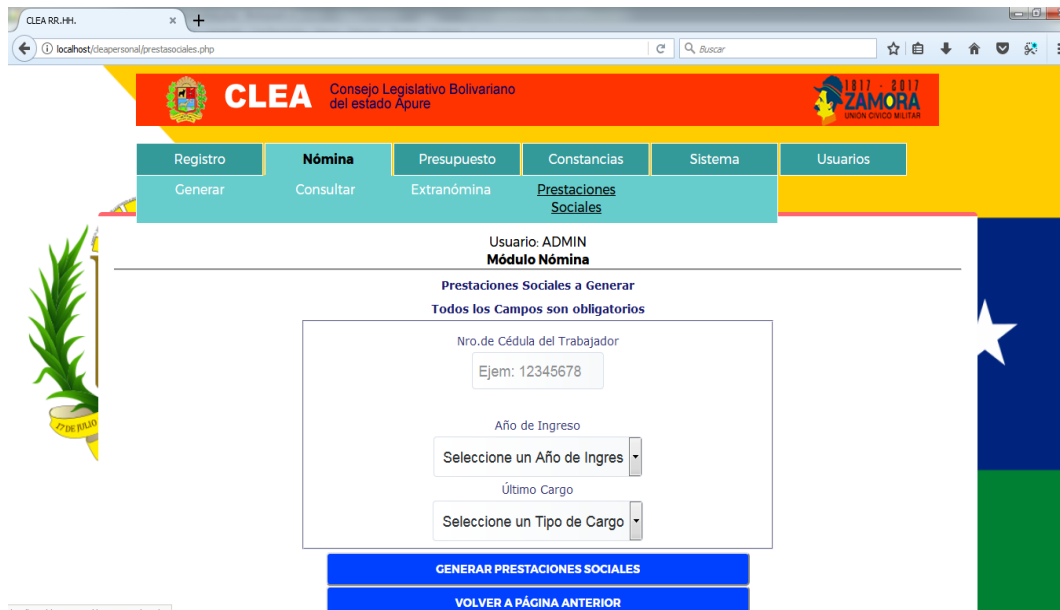 CLEA RR.HH.
localhost/cleapersonal/prestasociales.php
Buscar
CLEA
Consejo Legislativo Bolivariano
del estado Apure
1817 - 2017
ZAMORA
UNIÓN CÍVICO MILITAR
Registro Nómina Presupuesto Constancias Sistema Usuarios
Generar Consultar Extranómina Prestaciones
Sociales
Usuario: ADMIN
Módulo Nómina
Prestaciones Sociales a Generar
Todos los Campos son obligatorios
Nro.de Cédula del Trabajador
Ejem: 12345678
Año de Ingreso
Seleccione un Año de Ingres
Último Cargo
Seleccione un Tipo de Cargo
17 DE JULIO
GENERAR PRESTACIONES SOCIALES
VOLVER A PÁGINA ANTERIOR